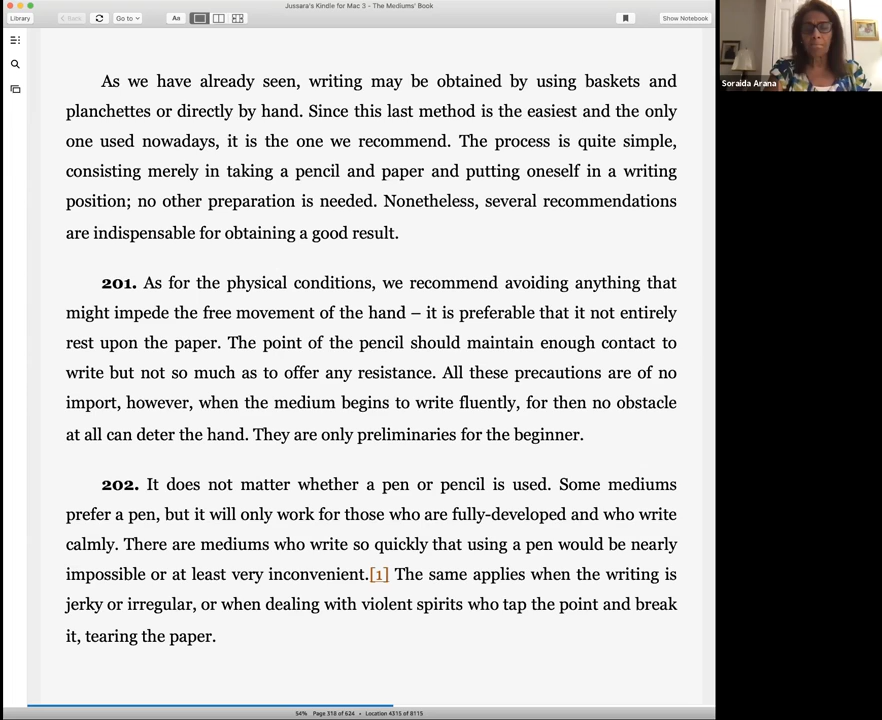 Jussara's Kindle for Mac 3 - The Mediums' Book
Library
Back
Go to
Aa
Show Notebook
As we have already seen, writing may be obtained by using baskets and
planchettes or directly by hand. Since this last method is the easiest and the only
one used nowadays, it is the one we recommend. The process is quite simple,
consisting merely in taking a pencil and paper and putting oneself in a writing
position; no other preparation is needed. Nonetheless, several recommendations
are indispensable for obtaining a good result.
201. As for the physical conditions, we recommend avoiding anything that
might impede the free movement of the hand – it is preferable that it not entirely
rest upon the paper. The point of the pencil should maintain enough contact to
write but not so much as to offer any resistance. All these precautions are of no
import, however, when the medium begins to write fluently, for then no obstacle
at all can deter the hand. They are only preliminaries for the beginner.
202. It does not matter whether a pen or pencil is used. Some mediums
prefer a pen, but it will only work for those who are fully-developed and who write
calmly. There are mediums who write so quickly that using a pen would be nearly
impossible or at least very inconvenient.[1] The same applies when the writing is
jerky or irregular, or when dealing with violent spirits who tap the point and break
it, tearing the paper.
54% Page 318 of 624 • Location 4315 of 8115
Soraida Arana